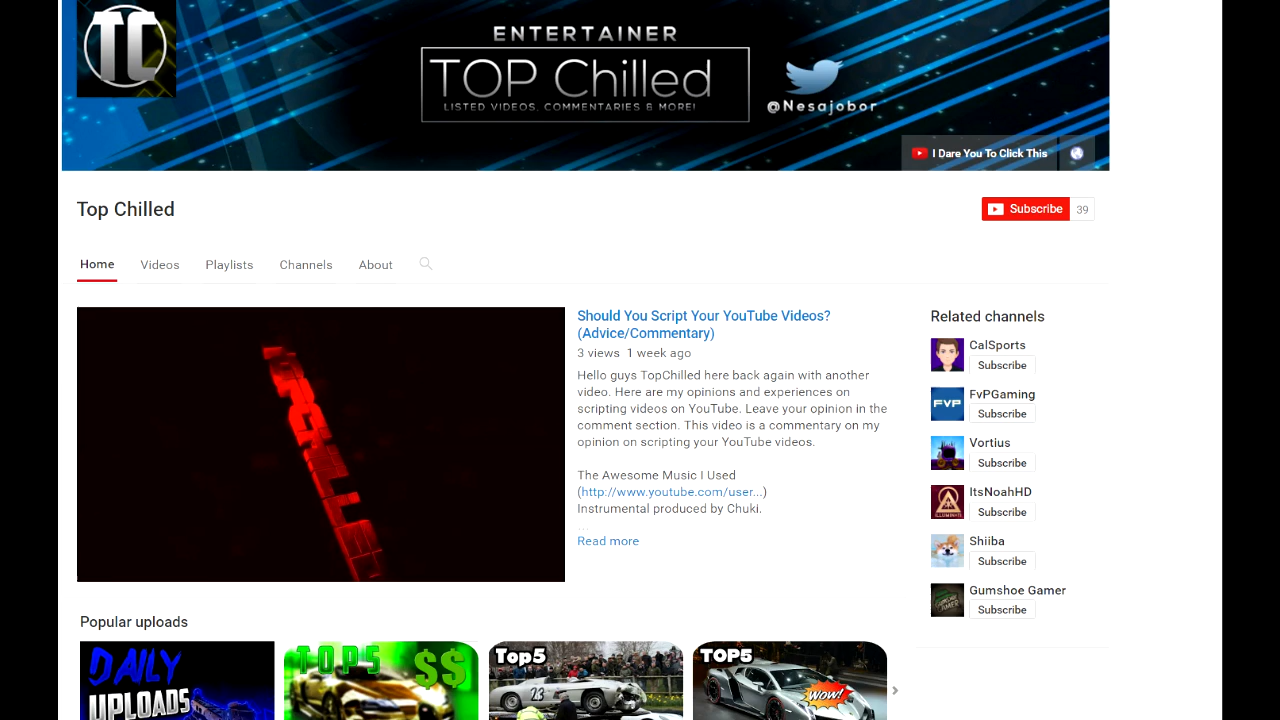 TC
ENTERTAINER
TOP Chilled
LISTED VIDEOS, COMMENTARIES & MORE!
@Nesajobor
I Dare You To Click This
Top Chilled
Subscribe 39
Home Videos Playlists Channels About
Should You Script Your YouTube Videos?
(Advice/Commentary)
3 views 1 week ago
Hello guys TopChilled here back again with another
video. Here are my opinions and experiences on
scripting videos on YouTube. Leave your opinion in the
comment section. This video is a commentary on my
opinion on scripting your YouTube videos.
The Awesome Music I Used
(http://www.youtube.com/user...)
Instrumental produced by Chuki.
...
Read more
Related channels
CalSports
Subscribe
FvP
FvPGaming
Subscribe
Vortius
Subscribe
ItsNoahHD
Subscribe
Shiiba
Subscribe
Gumshoe Gamer
Subscribe
Popular uploads
DAILY
UPLOADS
TOP5 $$
Top5
23
TOP5
WOW!